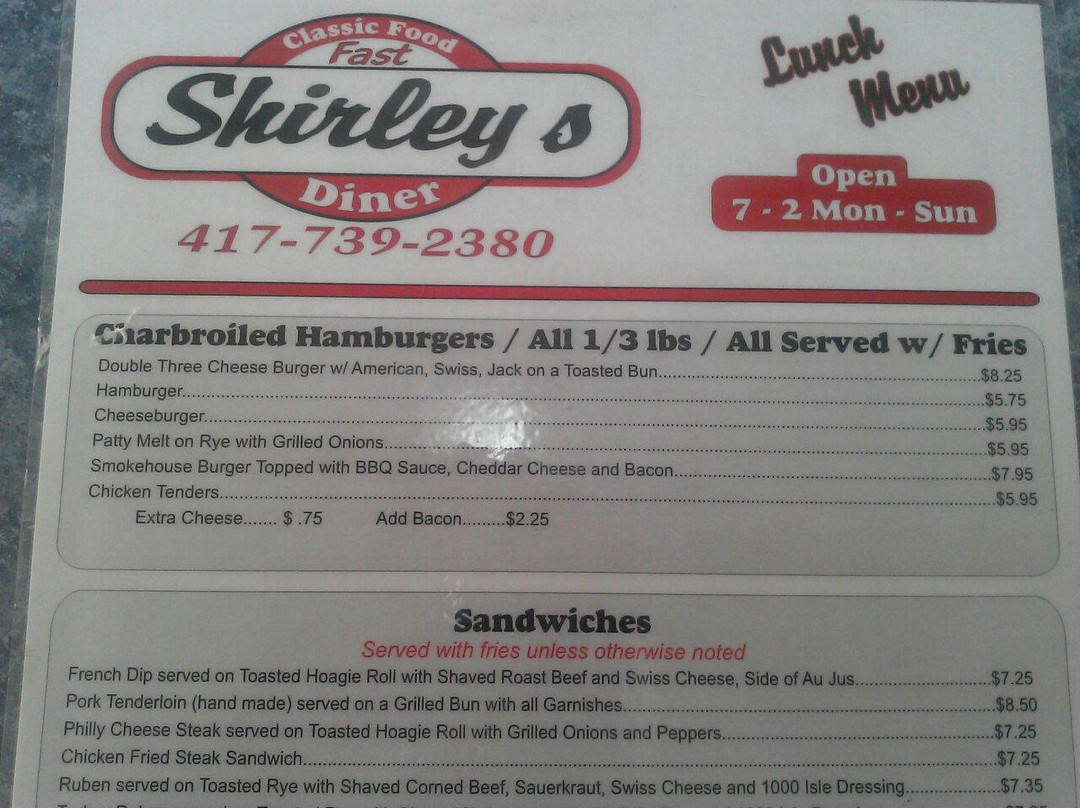 Classic Food
Fast
Shirley s
Diner
417-739-2380
Lunch
Menu
Open
7 - 2 Mon - Sun
Charbroiled Hamburgers / All 1/3 lbs / All Served w/ Fries
Double Three Cheese Burger w/ American, Swiss, Jack on a Toasted Bun....$8.25
Hamburger....$5.75
Cheeseburger....$5.95
Patty Melt on Rye with Grilled Onions....$5.95
Smokehouse Burger Topped with BBQ Sauce, Cheddar Cheese and Bacon....$7.95
Chicken Tenders....$5.95
Extra Cheese....... $ .75 Add Bacon.........$2.25
Sandwiches
Served with fries unless otherwise noted
French Dip served on Toasted Hoagie Roll with Shaved Roast Beef and Swiss Cheese, Side of Au Jus....$7.25
Pork Tenderloin (hand made) served on a Grilled Bun with all Garnishes....$8.50
Philly Cheese Steak served on Toasted Hoagie Roll with Grilled Onions and Peppers....$7.25
Chicken Fried Steak Sandwich....$7.25
Ruben served on Toasted Rye with Shaved Corned Beef, Sauerkraut, Swiss Cheese and 1000 Isle Dressing....$7.35